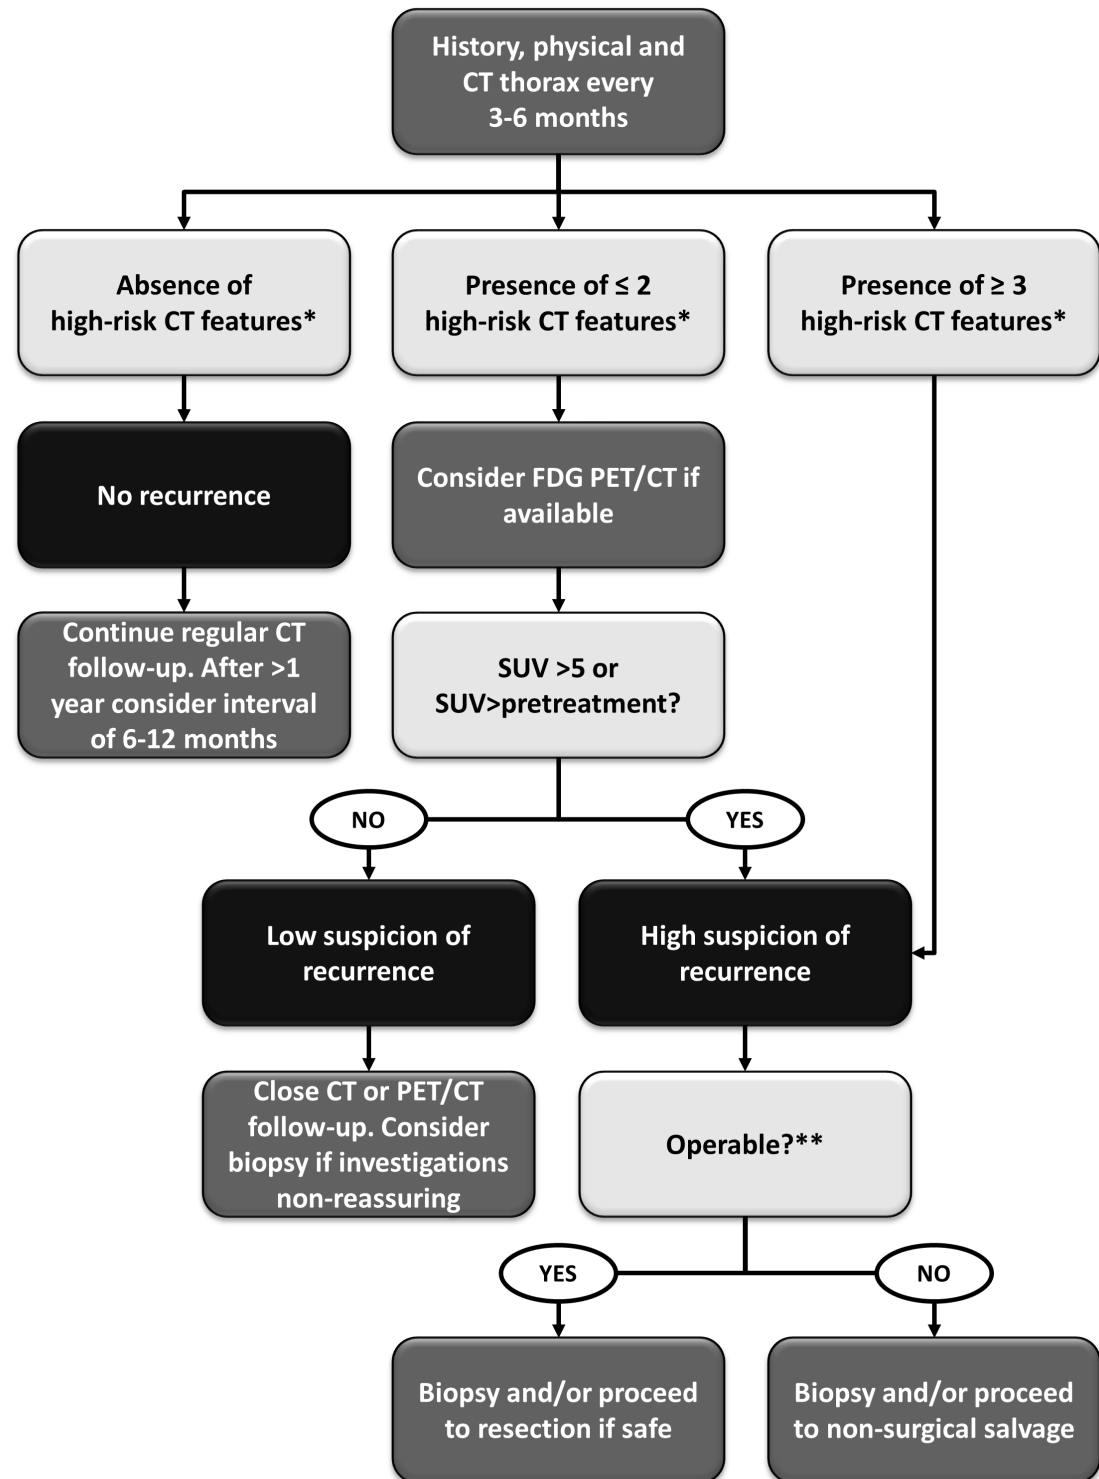 History, physical and
CT thorax every
3-6 months
Absence of
high-risk CT features*
Presence of ≤ 2
high-risk CT features*
Presence of ≥ 3
high-risk CT features*
No recurrence
Consider FDG PET/CT if
available
Continue regular CT
follow-up. After >1
year consider interval
of 6-12 months
SUV >5 or
SUV>pretreatment?
NO
YES
Low suspicion of
recurrence
High suspicion of
recurrence
Close CT or PET/CT
follow-up. Consider
biopsy if investigations
non-reassuring
Operable?**
YES
NO
Biopsy and/or proceed
to resection if safe
Biopsy and/or proceed
to non-surgical salvage